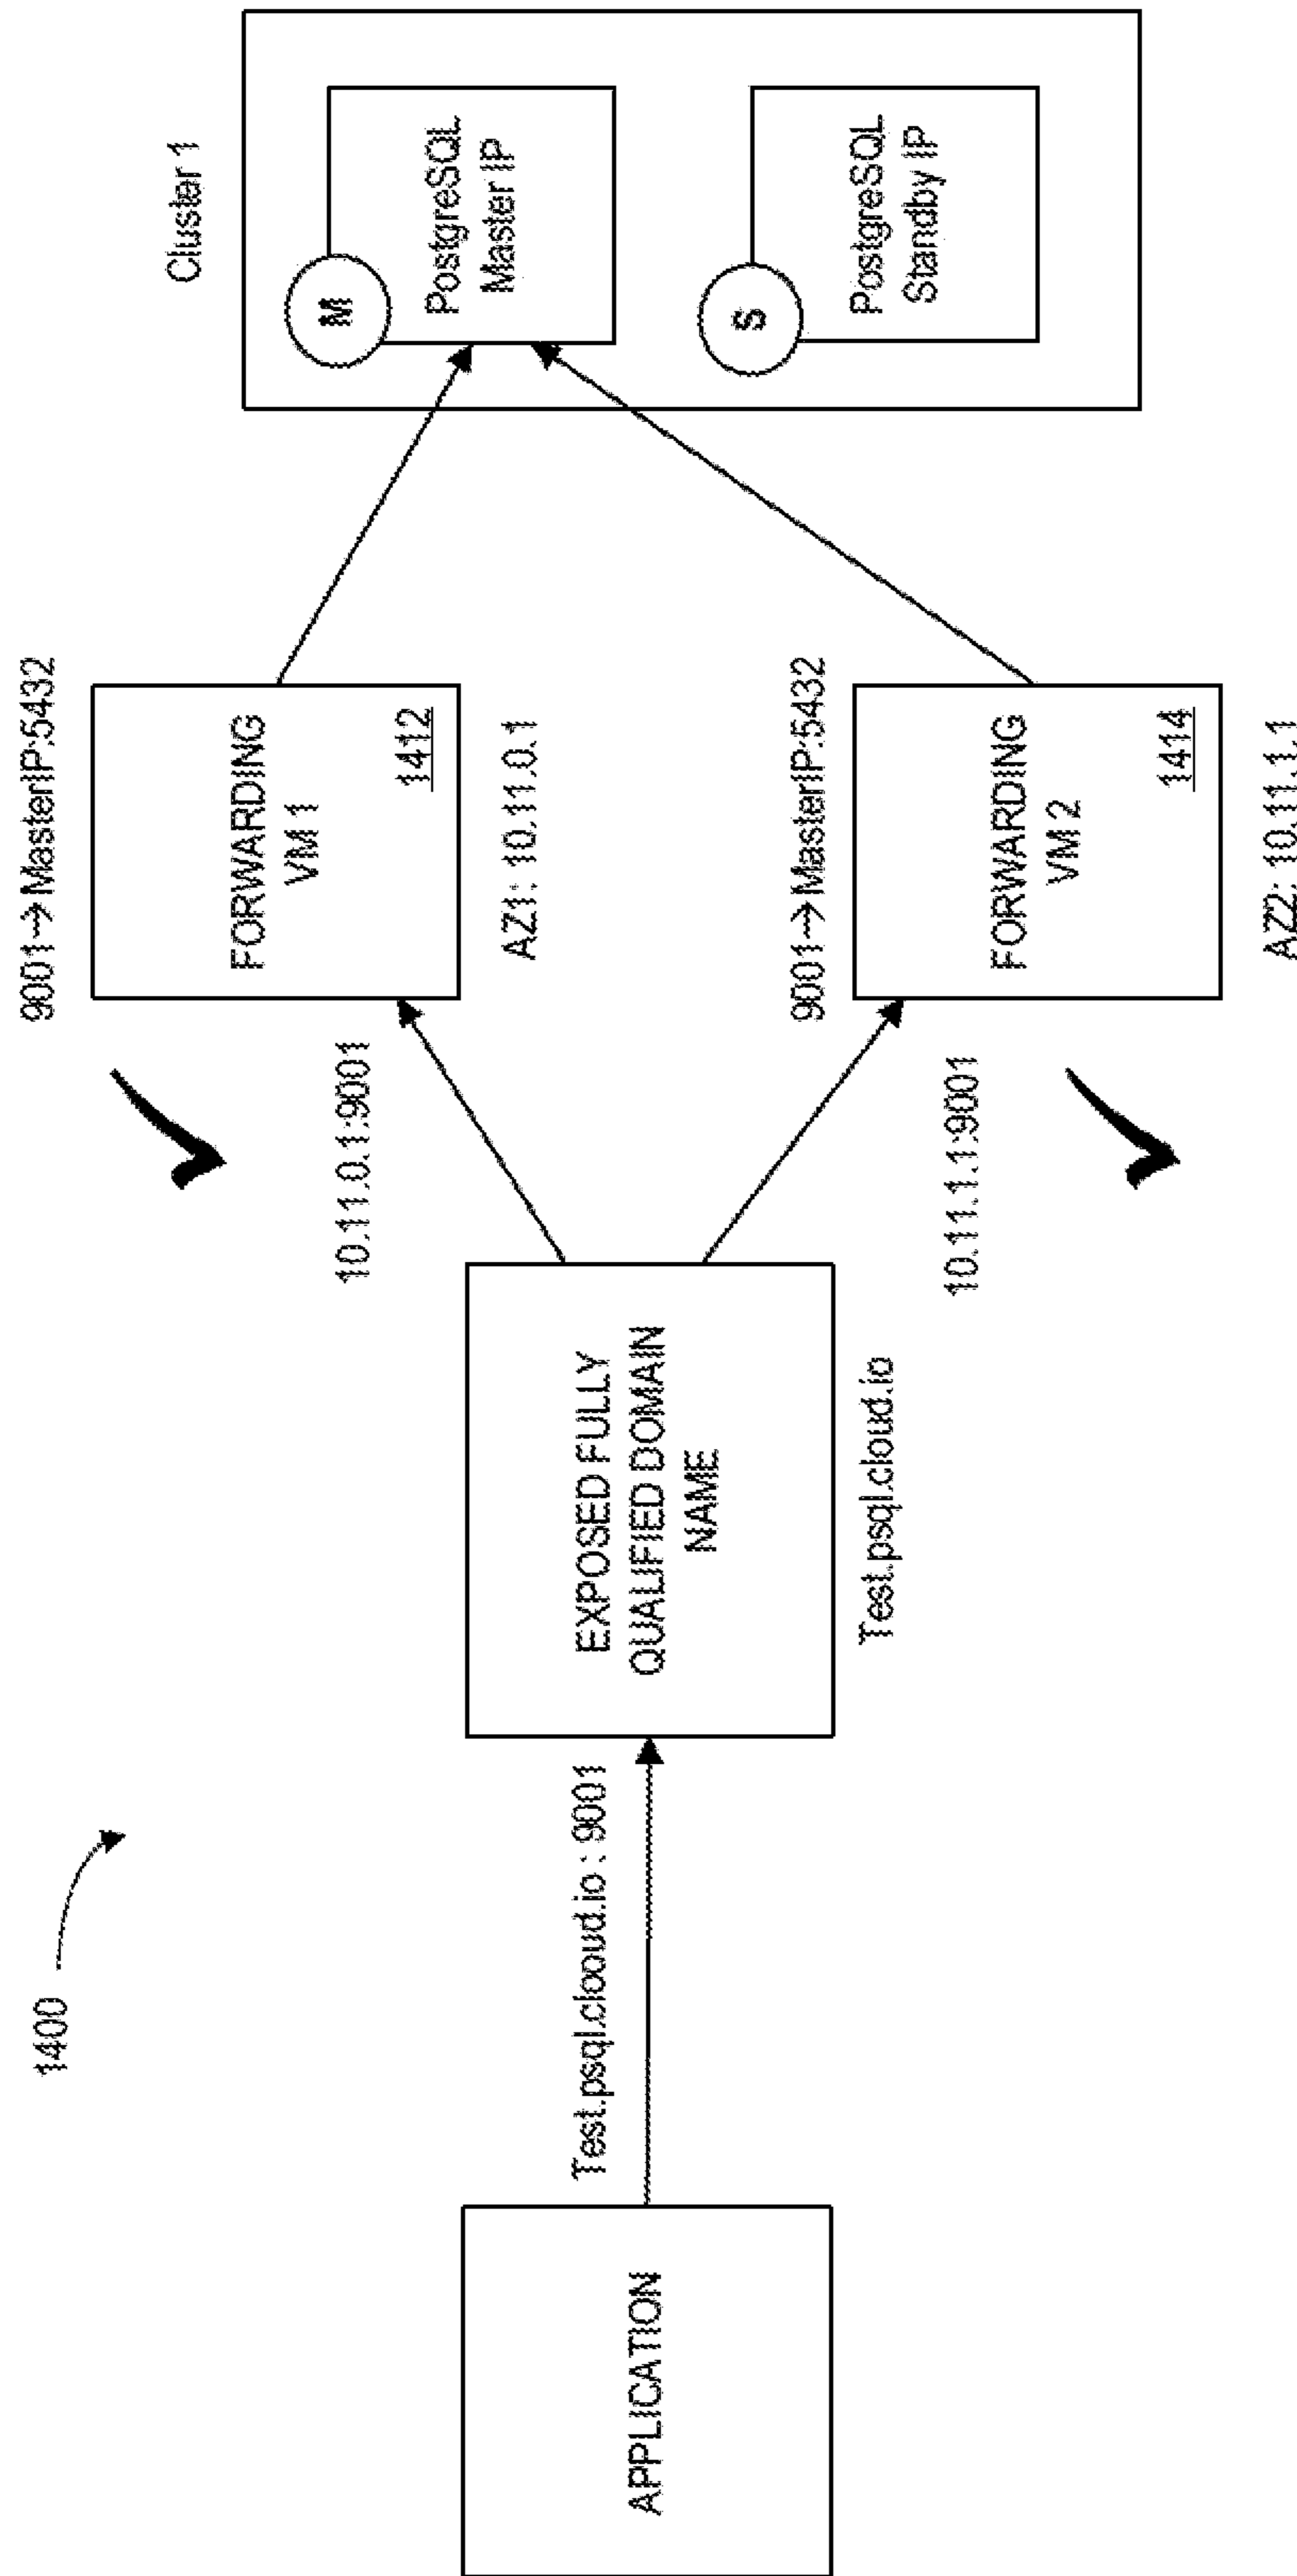 1400
APPLICATION
Test.psql.clooud.io : 9001
EXPOSED FULLY
QUALIFIED DOMAIN
NAME
Test.psql.cloud.io
10.11.0.1:9001
10.11.1.1:9001
9001→MasterIP:5432
FORWARDING
VM 1
1412
AZ1: 10.11.0.1
9001→MasterIP:5432
FORWARDING
VM 2
1414
AZ2: 10.11.1.1
Cluster 1
M
PostgreSQL
Master IP
S
PostgreSQL
Standby IP